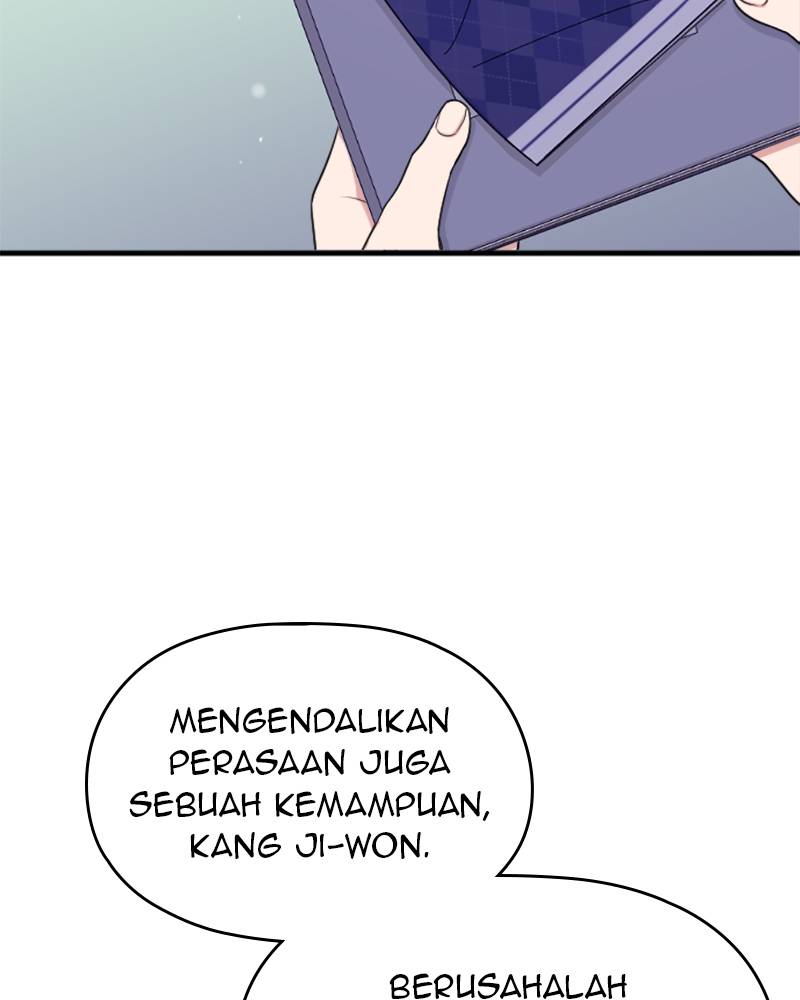 MENGENDALIKAN
PERASAAN JUGA
SEBUAH KEMAMPUAN,
KANG JI-WON.
BERUSAHALAH